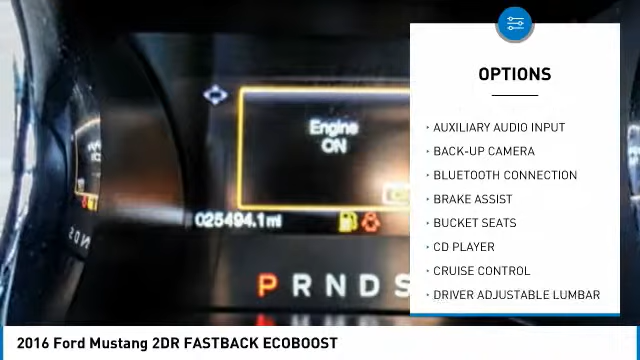 Engine
ON
025494.1mi
P R N D S
OPTIONS
AUXILIARY AUDIO INPUT
BACK-UP CAMERA
BLUETOOTH CONNECTION
BRAKE ASSIST
BUCKET SEATS
CD PLAYER
CRUISE CONTROL
DRIVER ADJUSTABLE LUMBAR
2016 Ford Mustang 2DR FASTBACK ECOBOOST